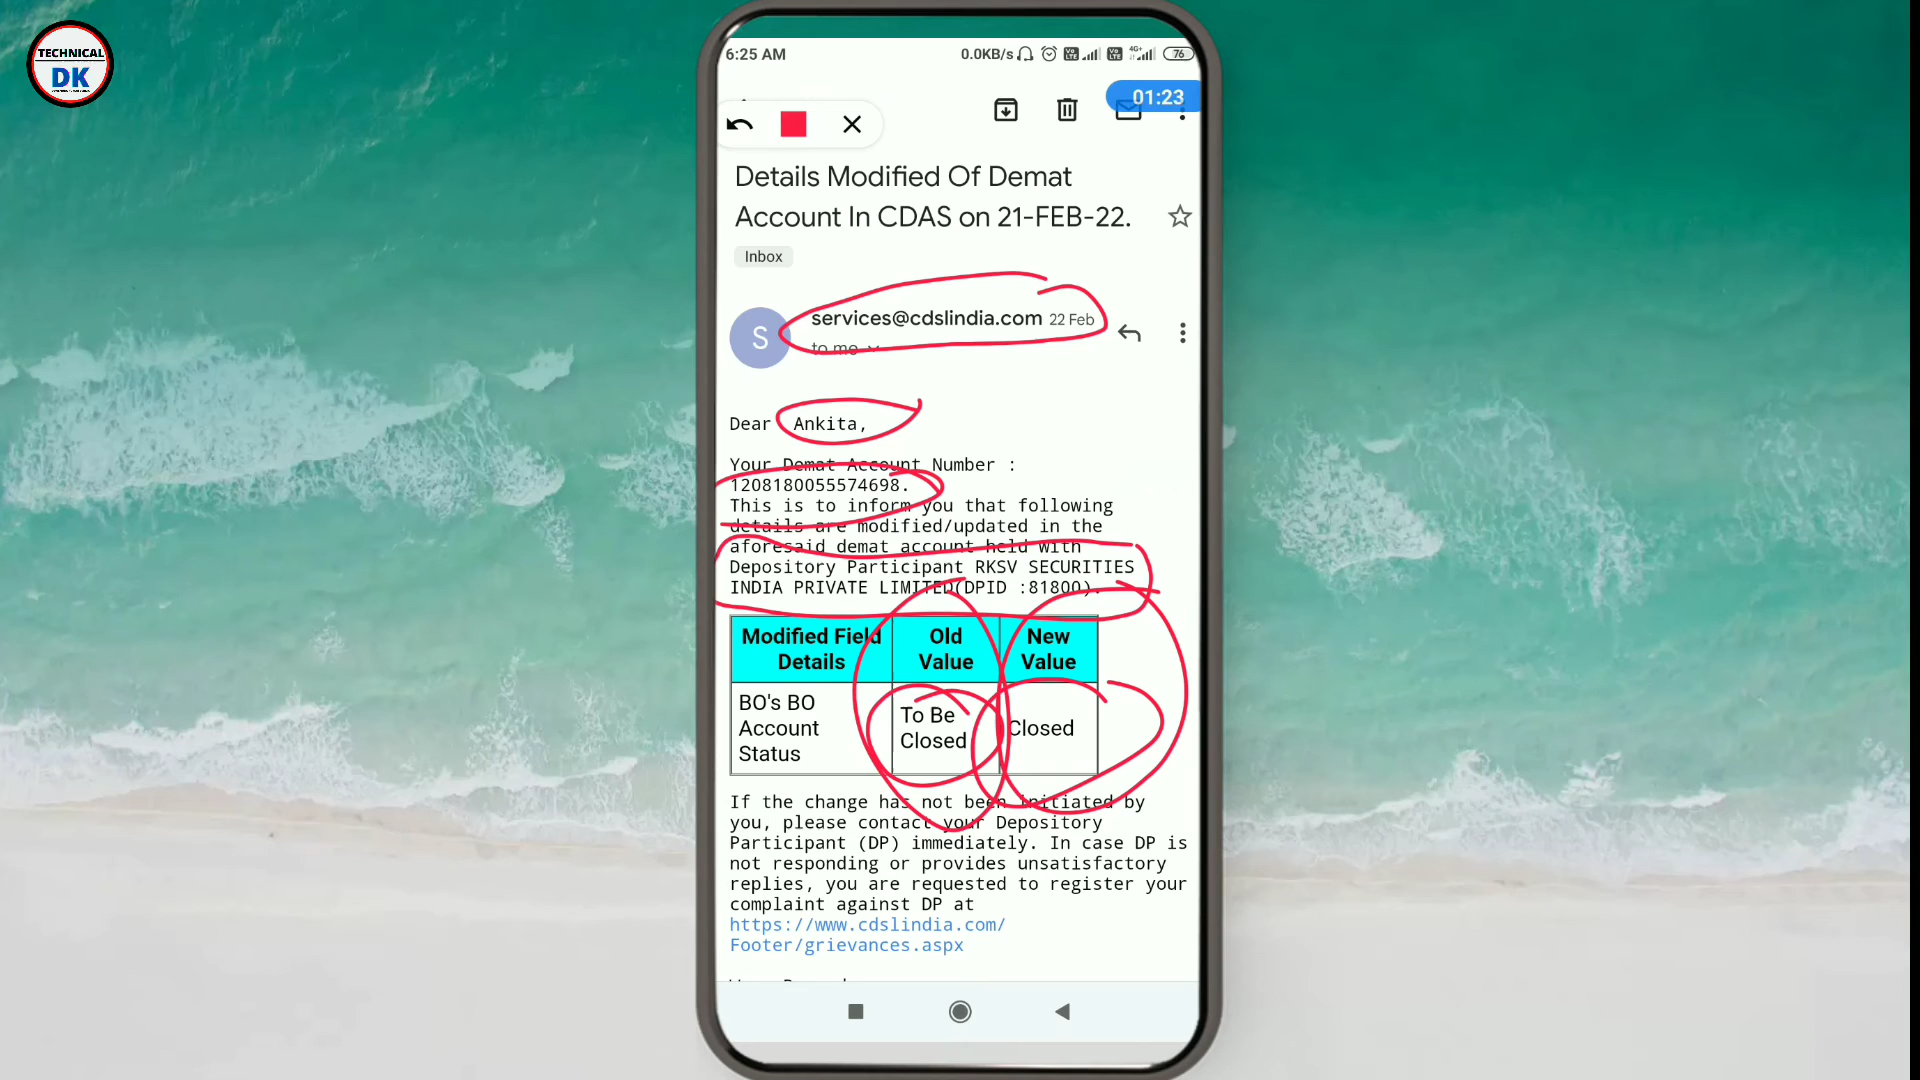 TECHNICAL
DK
6:25 AM
0.0KB/s
4G+
76
01:23
Details Modified Of Demat
Account In CDAS on 21-FEB-22.
Inbox
S
services@cdslindia.com 22 Feb
to me
Dear Ankita,
Your Demat Account Number :
1208180055574698.
This is to inform you that following
details are modified/updated in the
aforesaid demat account held with
Depository Participant RKSV SECURITIES
INDIA PRIVATE LIMITED(DPID :81800).
Modified Field Details Old Value New Value
BO's BO Account Status To Be Closed Closed
If the change has not been initiated by
you, please contact your Depository
Participant (DP) immediately. In case DP is
not responding or provides unsatisfactory
replies, you are requested to register your
complaint against DP at
https://www.cdslindia.com/
Footer/grievances.aspx